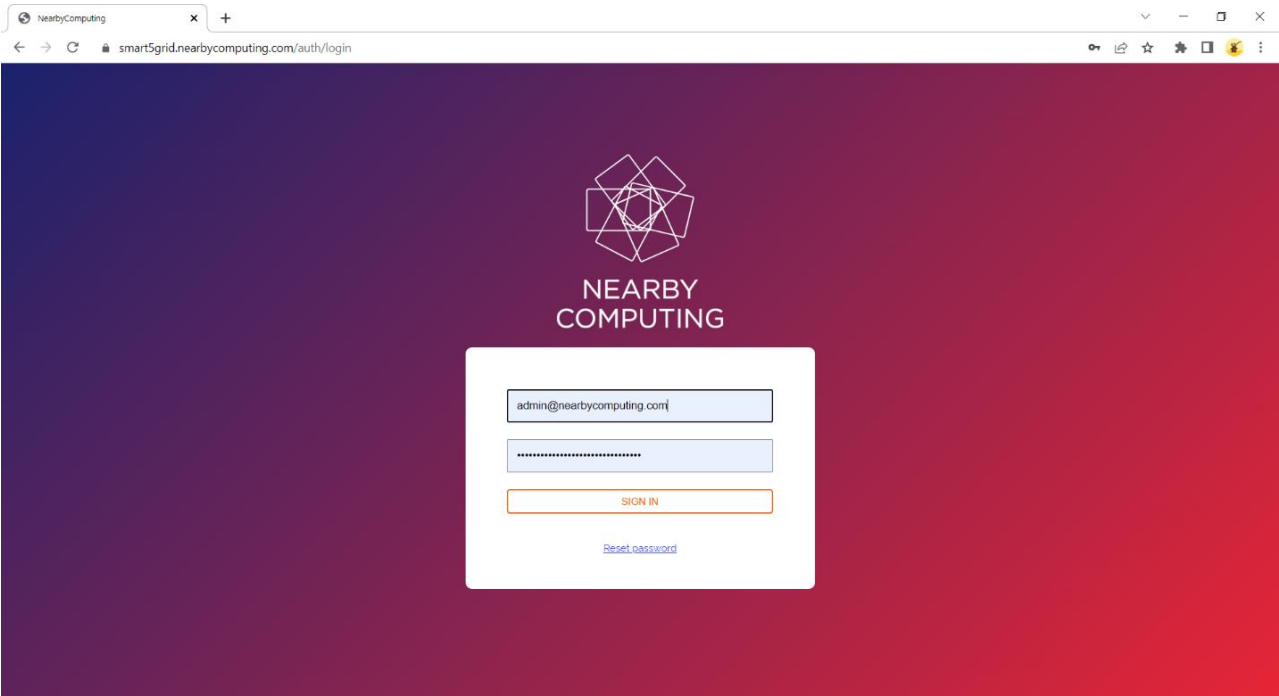 NearbyComputing
smart5grid.nearbycomputing.com/auth/login
NEARBY
COMPUTING
admin@nearbycomputing.com
••••••••••••••••••••••••••••••••
SIGN IN
Reset password